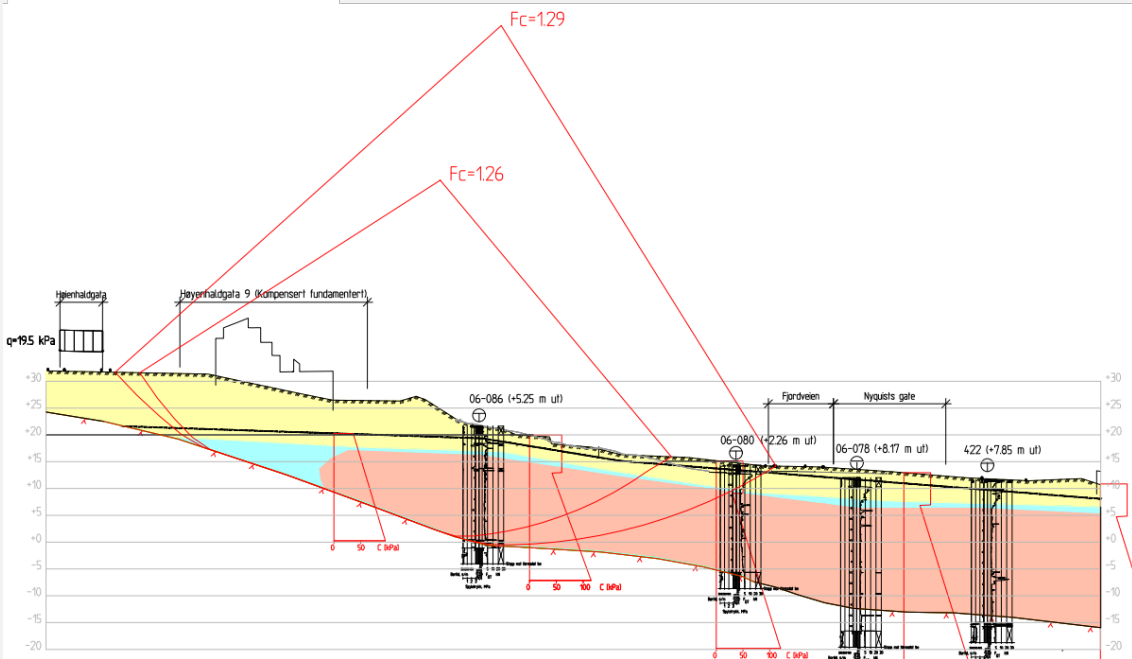 Fc=1.29
Fc=1.26
Høienhaldgata
Høyenhaldgata 9 (Kompensert fundamentert)
q=19.5 kPa
+30
+30
+25
+25
06-086 (+5.25 m ut)
Fjordveien
Nyquists gate
+20
+20
06-080 (+2.26 m ut)
06-078 (+8.17 m ut)
422 (+7.85 m ut)
+15
+15
+10
+10
+5
+5
+0
+0
0 50 C (kPa)
-5
-5
0 50 100 C (kPa)
-10
-10
-15
-15
-20
-20
0 50 100 C (kPa)